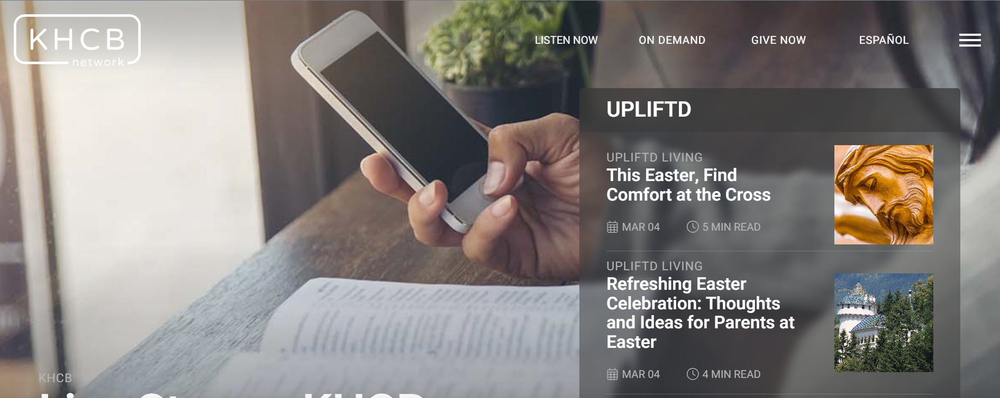 KHCB
network
LISTEN NOW
ON DEMAND
GIVE NOW
ESPAÑOL
UPLIFTD
UPLIFTD LIVING
This Easter, Find
Comfort at the Cross
MAR 04
5 MIN READ
UPLIFTD LIVING
Refreshing Easter
Celebration: Thoughts
and Ideas for Parents at
Easter
MAR 04
4 MIN READ
KHCB